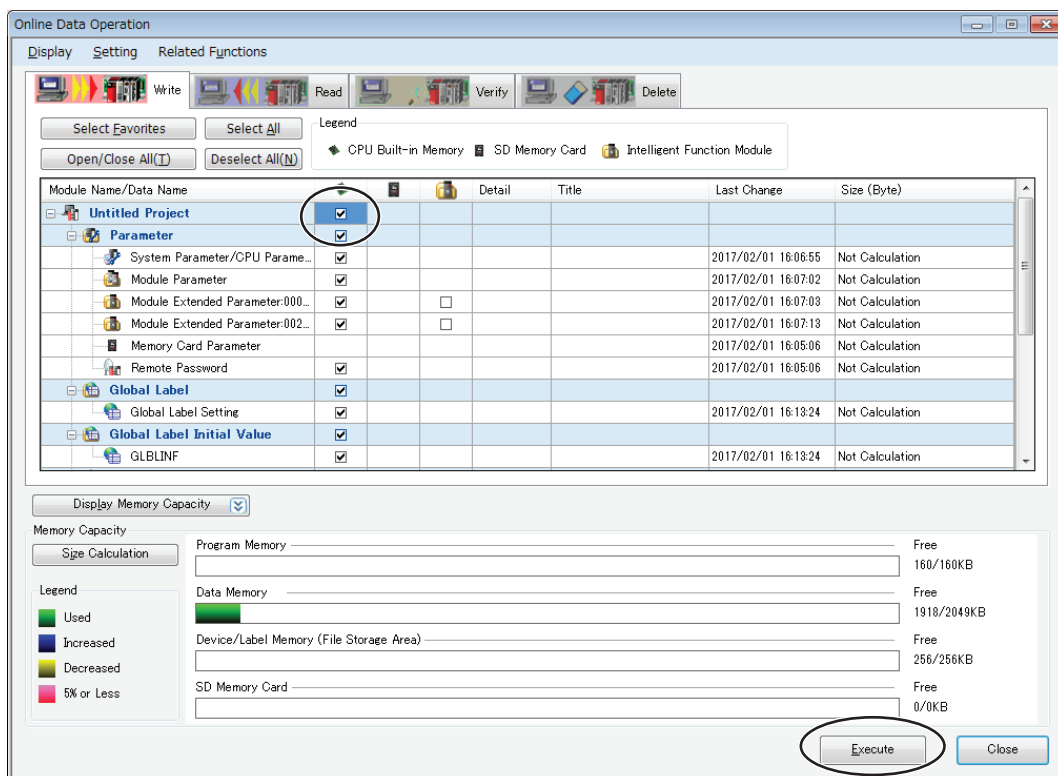 Online Data Operation
Display Setting Related Functions
Write Read Verify Delete
Select Favorites Select All Legend
CPU Built-in Memory SD Memory Card Intelligent Function Module
Open/Close All(T) Deselect All(N)
Module Name/Data Name Detail Title Last Change Size (Byte)
Untitled Project
Parameter
System Parameter/CPU Parame... 2017/02/01 16:06:55 Not Calculation
Module Parameter 2017/02/01 16:07:02 Not Calculation
Module Extended Parameter:000... 2017/02/01 16:07:03 Not Calculation
Module Extended Parameter:002... 2017/02/01 16:07:13 Not Calculation
Memory Card Parameter 2017/02/01 16:05:06 Not Calculation
Remote Password 2017/02/01 16:05:06 Not Calculation
Global Label
Global Label Setting 2017/02/01 16:13:24 Not Calculation
Global Label Initial Value
GLBLINF 2017/02/01 16:13:24 Not Calculation
Display Memory Capacity
Memory Capacity
Size Calculation
Legend
Used
Increased
Decreased
5% or Less
Program Memory Free
160/160KB
Data Memory Free
1918/2049KB
Device/Label Memory (File Storage Area) Free
256/256KB
SD Memory Card Free
0/0KB
Execute Close